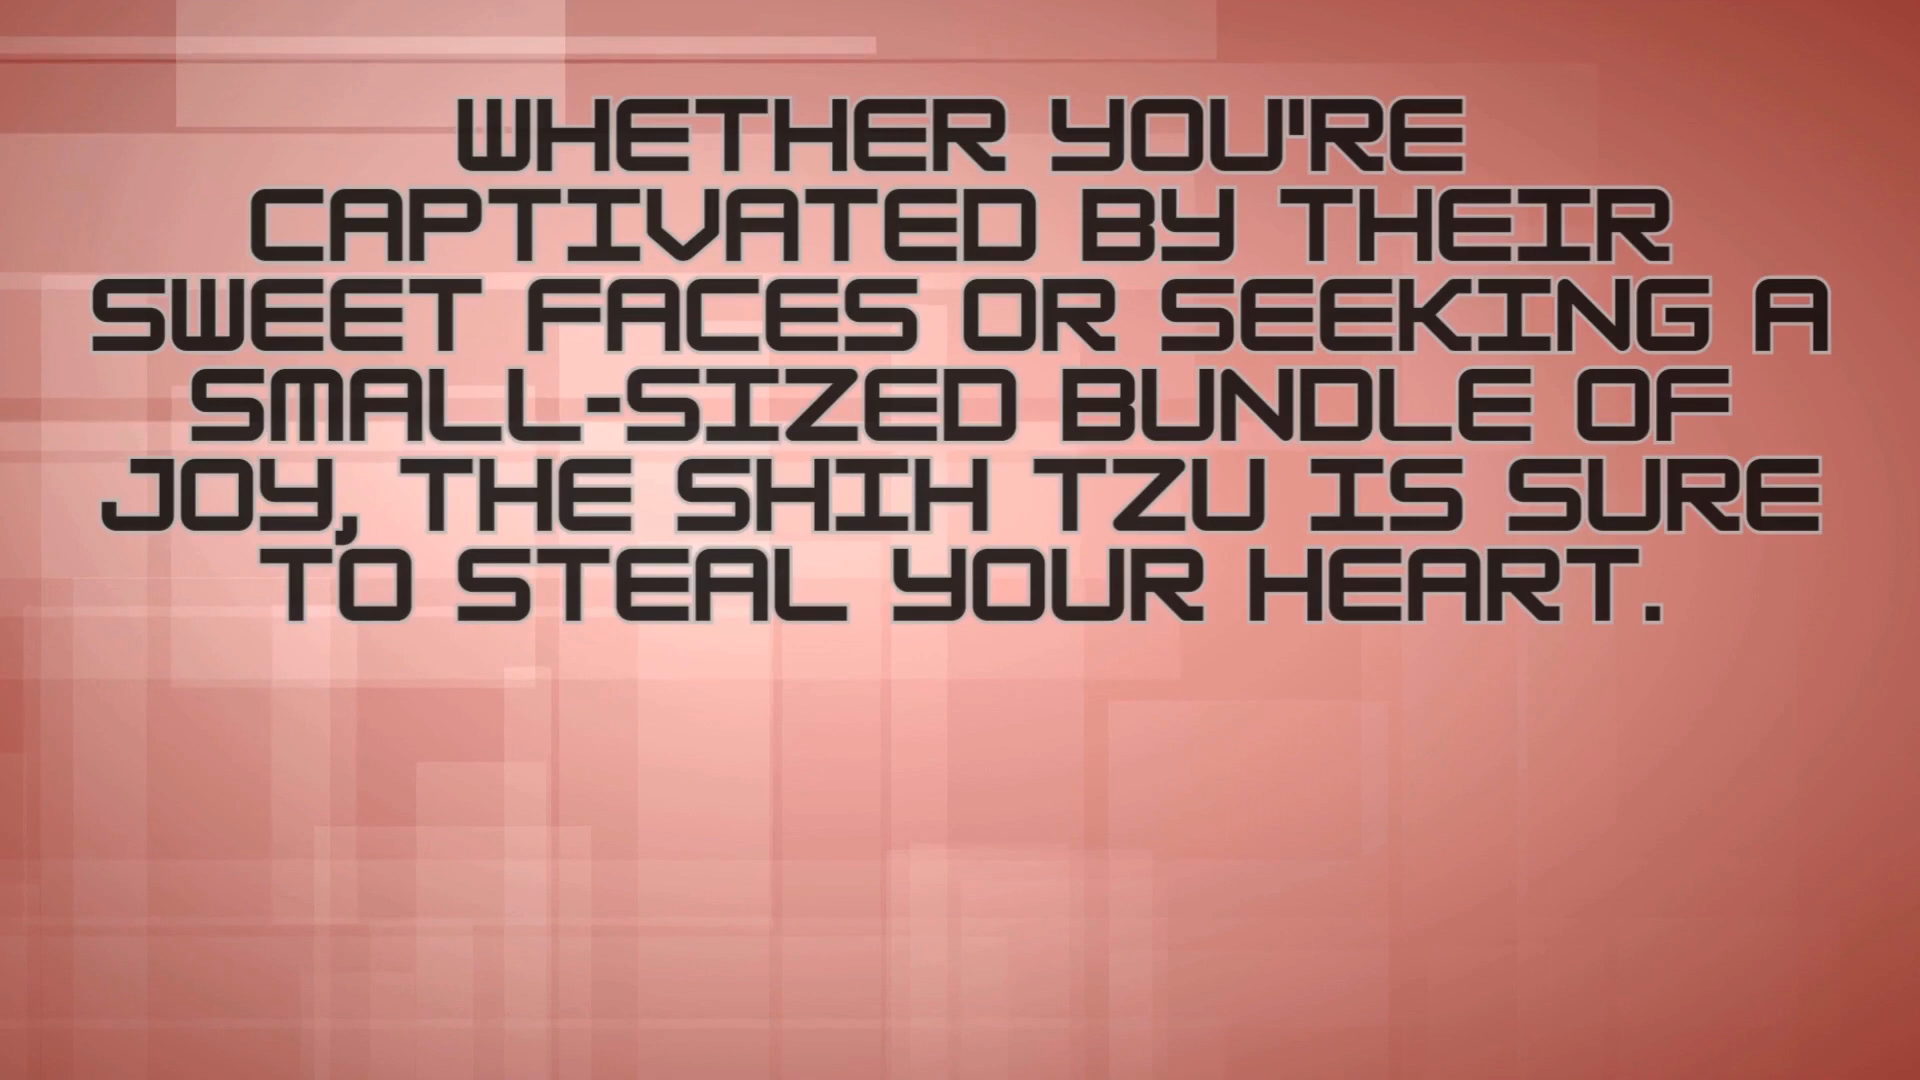 WHETHER YOU'RE
CAPTIVATED BY THEIR
SWEET FACES OR SEEKING A
SMALL-SIZED BUNDLE OF
JOY, THE SHIH TZU IS SURE
TO STEAL YOUR HEART.